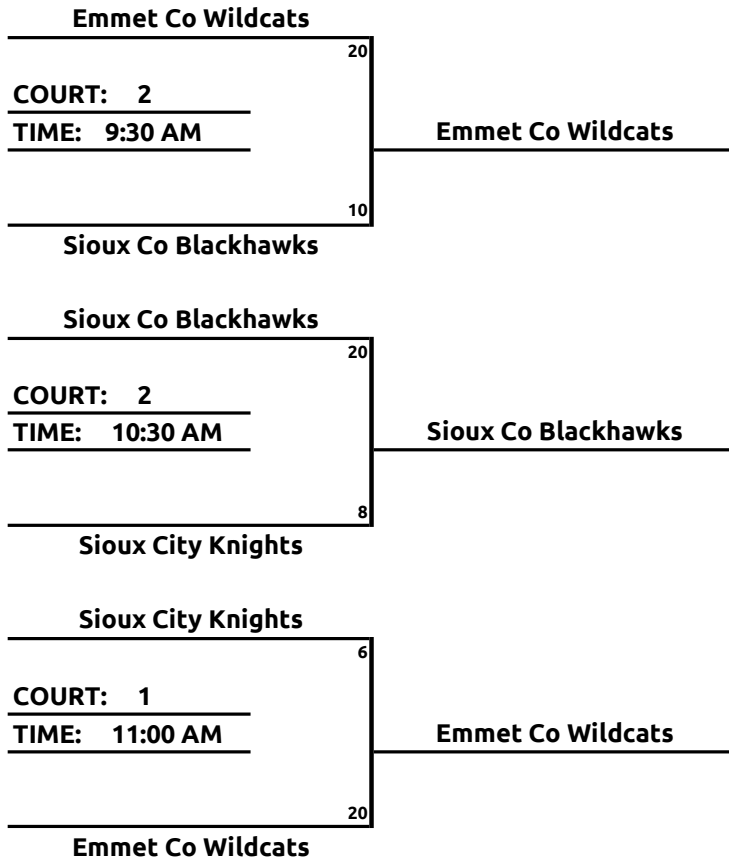 Emmet Co Wildcats
20
COURT: 2
TIME: 9:30 AM
Emmet Co Wildcats
10
Sioux Co Blackhawks
Sioux Co Blackhawks
20
COURT: 2
TIME: 10:30 AM
Sioux Co Blackhawks
8
Sioux City Knights
Sioux City Knights
6
COURT: 1
TIME: 11:00 AM
Emmet Co Wildcats
20
Emmet Co Wildcats